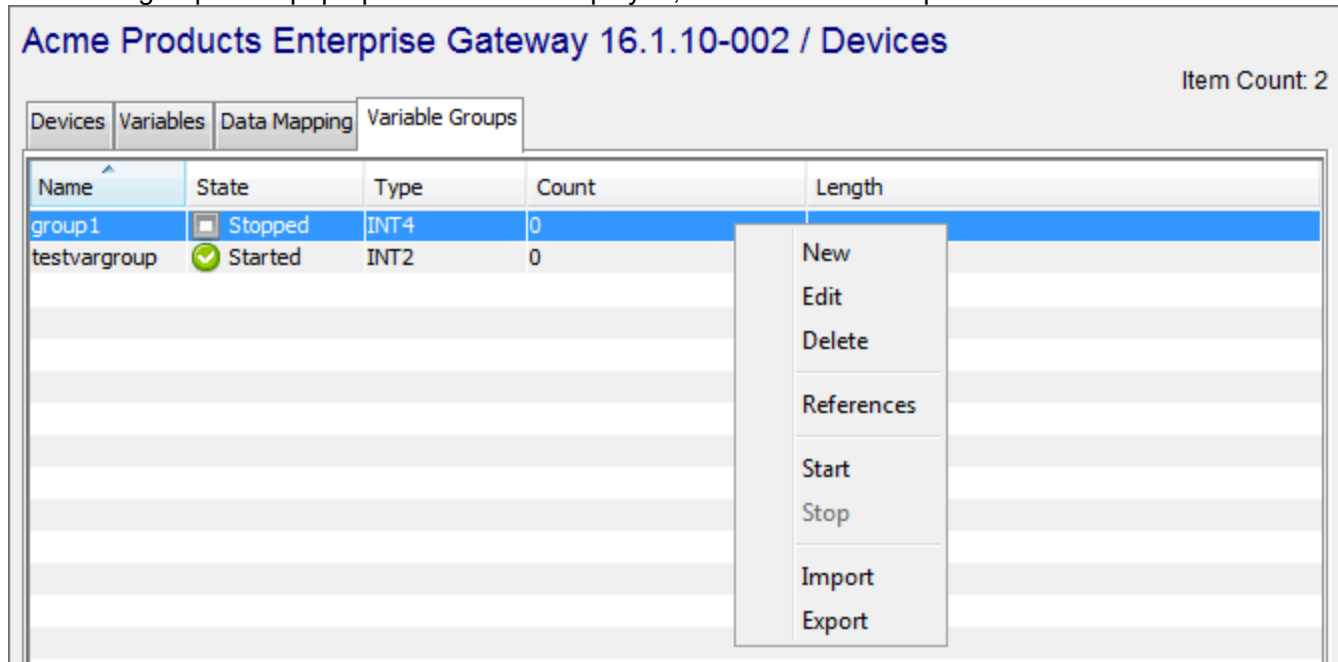 Acme Products Enterprise Gateway 16.1.10-002 / Devices
Item Count: 2
Devices Variables Data Mapping Variable Groups
Name State Type Count Length
group1 Stopped INT4 0
testvargroup Started INT2 0
New
Edit
Delete
References
Start
Stop
Import
Export